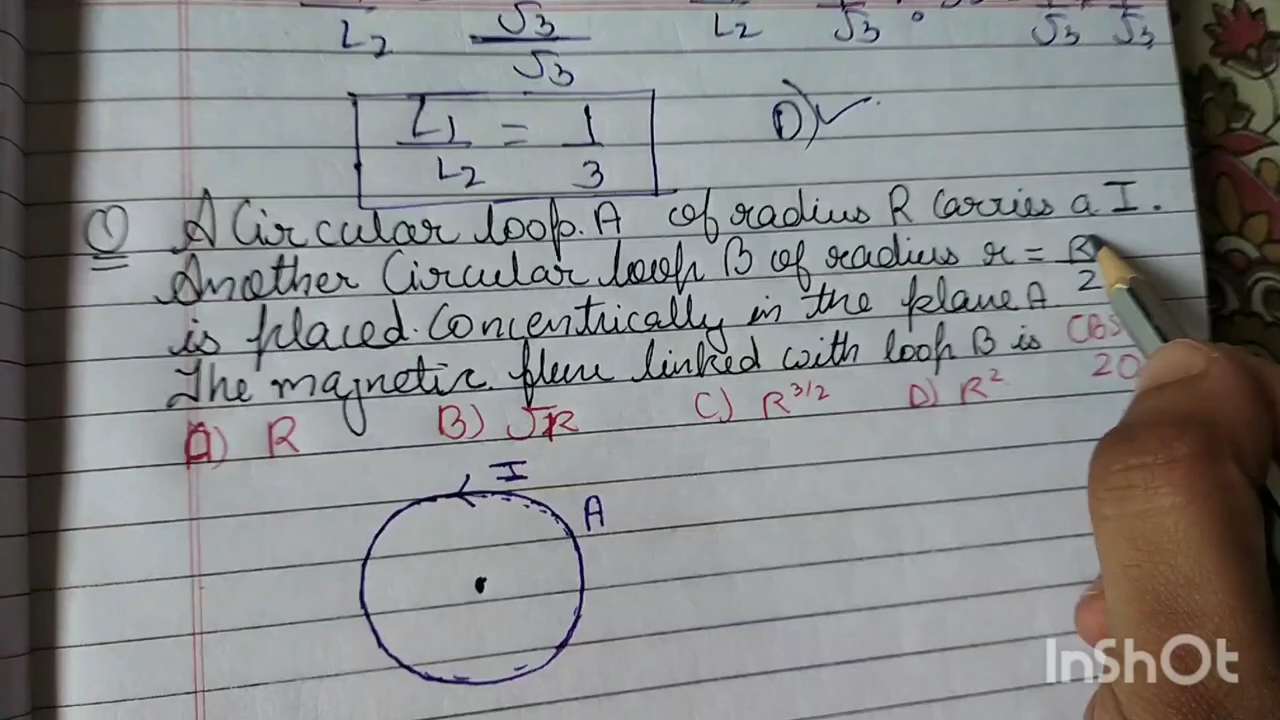 L2 √3 L2 √3 √3 √3
√3
L1 = 1 D) ✓
L2 3
Q A Circular loop. A of radius R Carries a I.
Another Circular loop B of radius r = R
2
is placed. Concentrically in the plane A
The magnetic flux linked with loop B is CBS
20
A) R B) √R C) R^3/2 D) R^2
I
A
InShOt